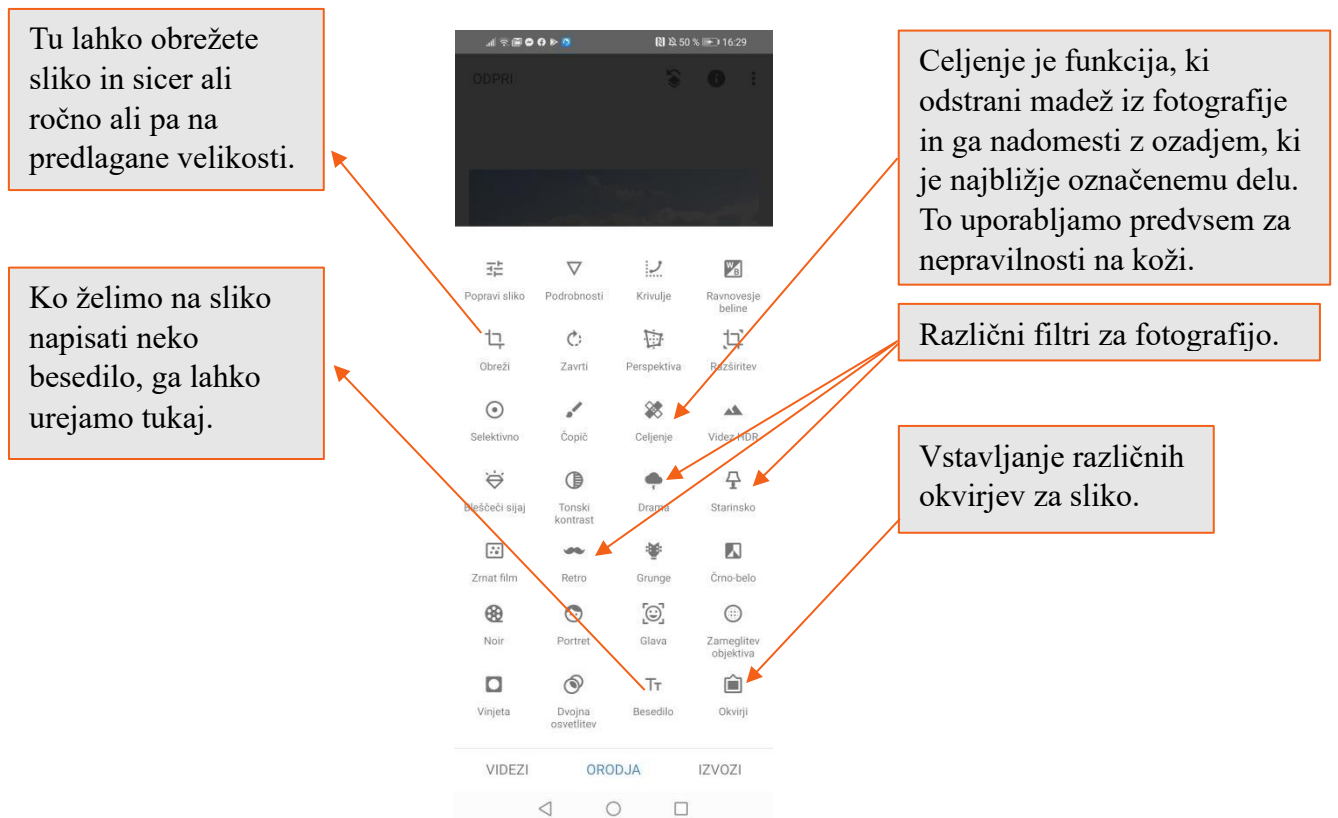 Tu lahko obrežete
sliko in sicer ali
ročno ali pa na
predlagane velikosti.
Ko želimo na sliko
napisati neko
besedilo, ga lahko
urejamo tukaj.
50 % 16:29
ODPRI
Popravi sliko Podrobnosti Krivulje Ravnovesje
beline
Obreži Zavrti Perspektiva Razširitev
Selektivno Čopič Celjenje Videz HDR
Bleščeči sijaj Tonski Drama Starinsko
kontrast
Zrnat film Retro Grunge Črno-belo
Noir Portret Glava Zameglitev
objektiva
Vinjeta Dvojna Besedilo Okvirji
osvetlitev
VIDEZI ORODJA IZVOZI
Celjenje je funkcija, ki
odstrani madež iz fotografije
in ga nadomesti z ozadjem, ki
je najbližje označenemu delu.
To uporabljamo predvsem za
nepravilnosti na koži.
Različni filtri za fotografijo.
Vstavljanje različnih
okvirjev za sliko.